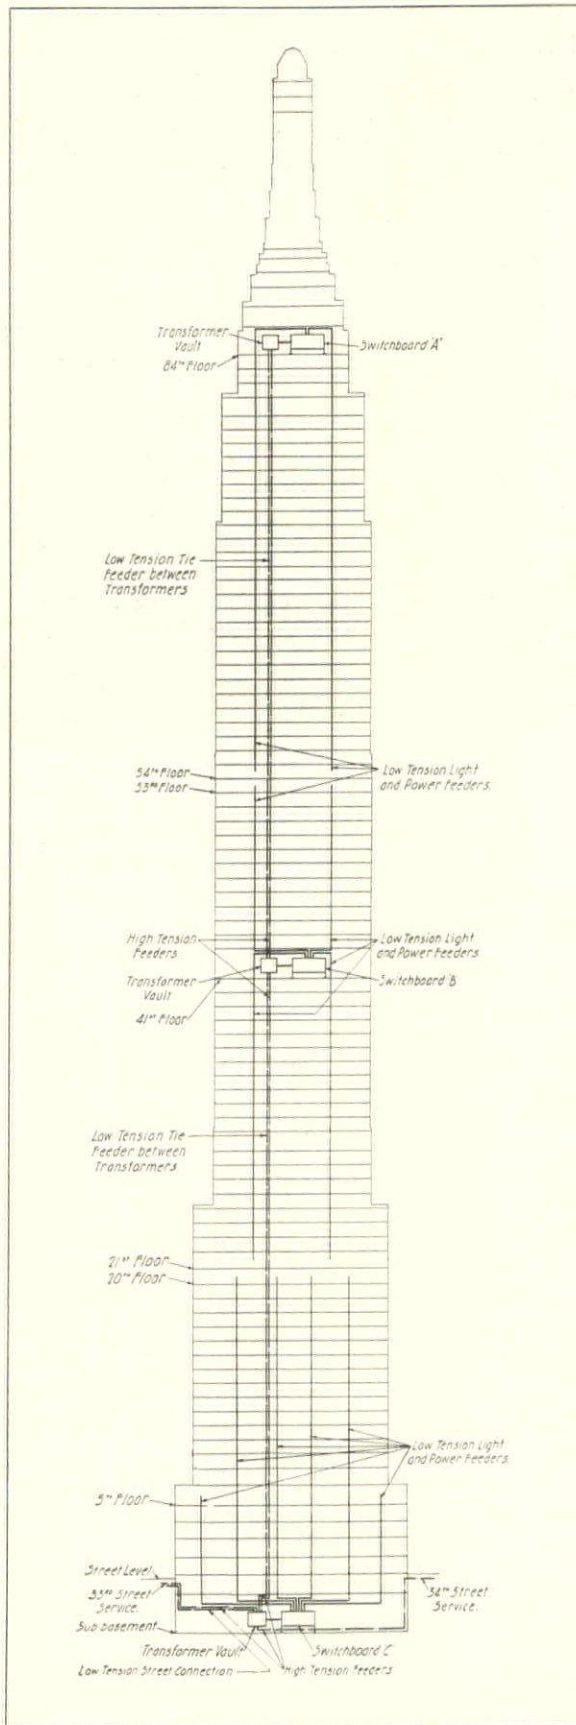 Transformer
Vault
Switchboard "A"
84TH Floor
Low Tension Tie
Feeder between
Transformers
54TH Floor
53RD Floor
Low Tension Light
and Power Feeders.
High Tension
Feeders
Low Tension Light
and Power Feeders
Transformer
Vault
Switchboard "B"
41ST Floor
Low Tension Tie
Feeder between
Transformers
21ST Floor
20TH Floor
Low Tension Light
and Power Feeders.
5TH Floor
Street Level
33RD Street
Service.
34TH Street
Service.
Sub basement
Transformer Vault
Switchboard "C"
Low Tension Street Connection
High Tension Feeders